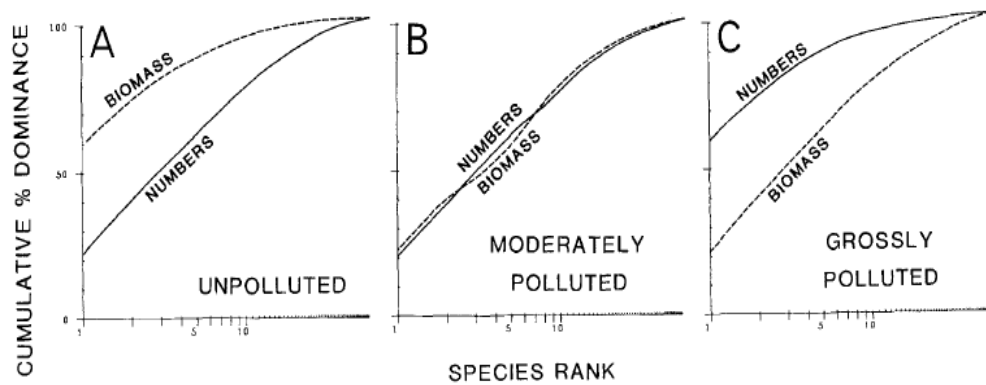 CUMULATIVE % DOMINANCE
100
50
0
A
BIOMASS
NUMBERS
UNPOLLUTED
1
5
10
B
NUMBERS
BIOMASS
MODERATELY
POLLUTED
1
5
10
C
NUMBERS
BIOMASS
GROSSLY
POLLUTED
1
5
10
SPECIES RANK